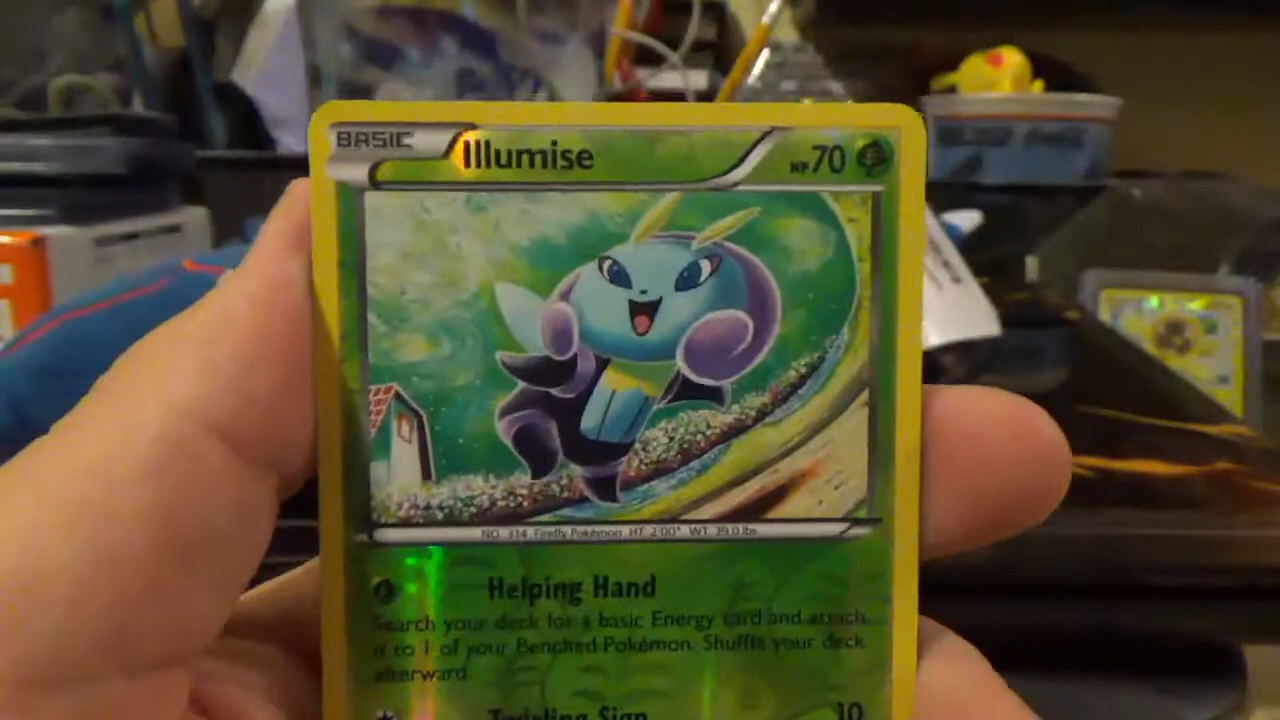 BASIC Illumise HP 70
NO. 314 Firefly Pokémon HT: 2'00" WT: 39.0 lbs.
Helping Hand
Search your deck for a basic Energy card and attach
it to 1 of your Benched Pokémon. Shuffle your deck
afterward.
Twirling Sign 10